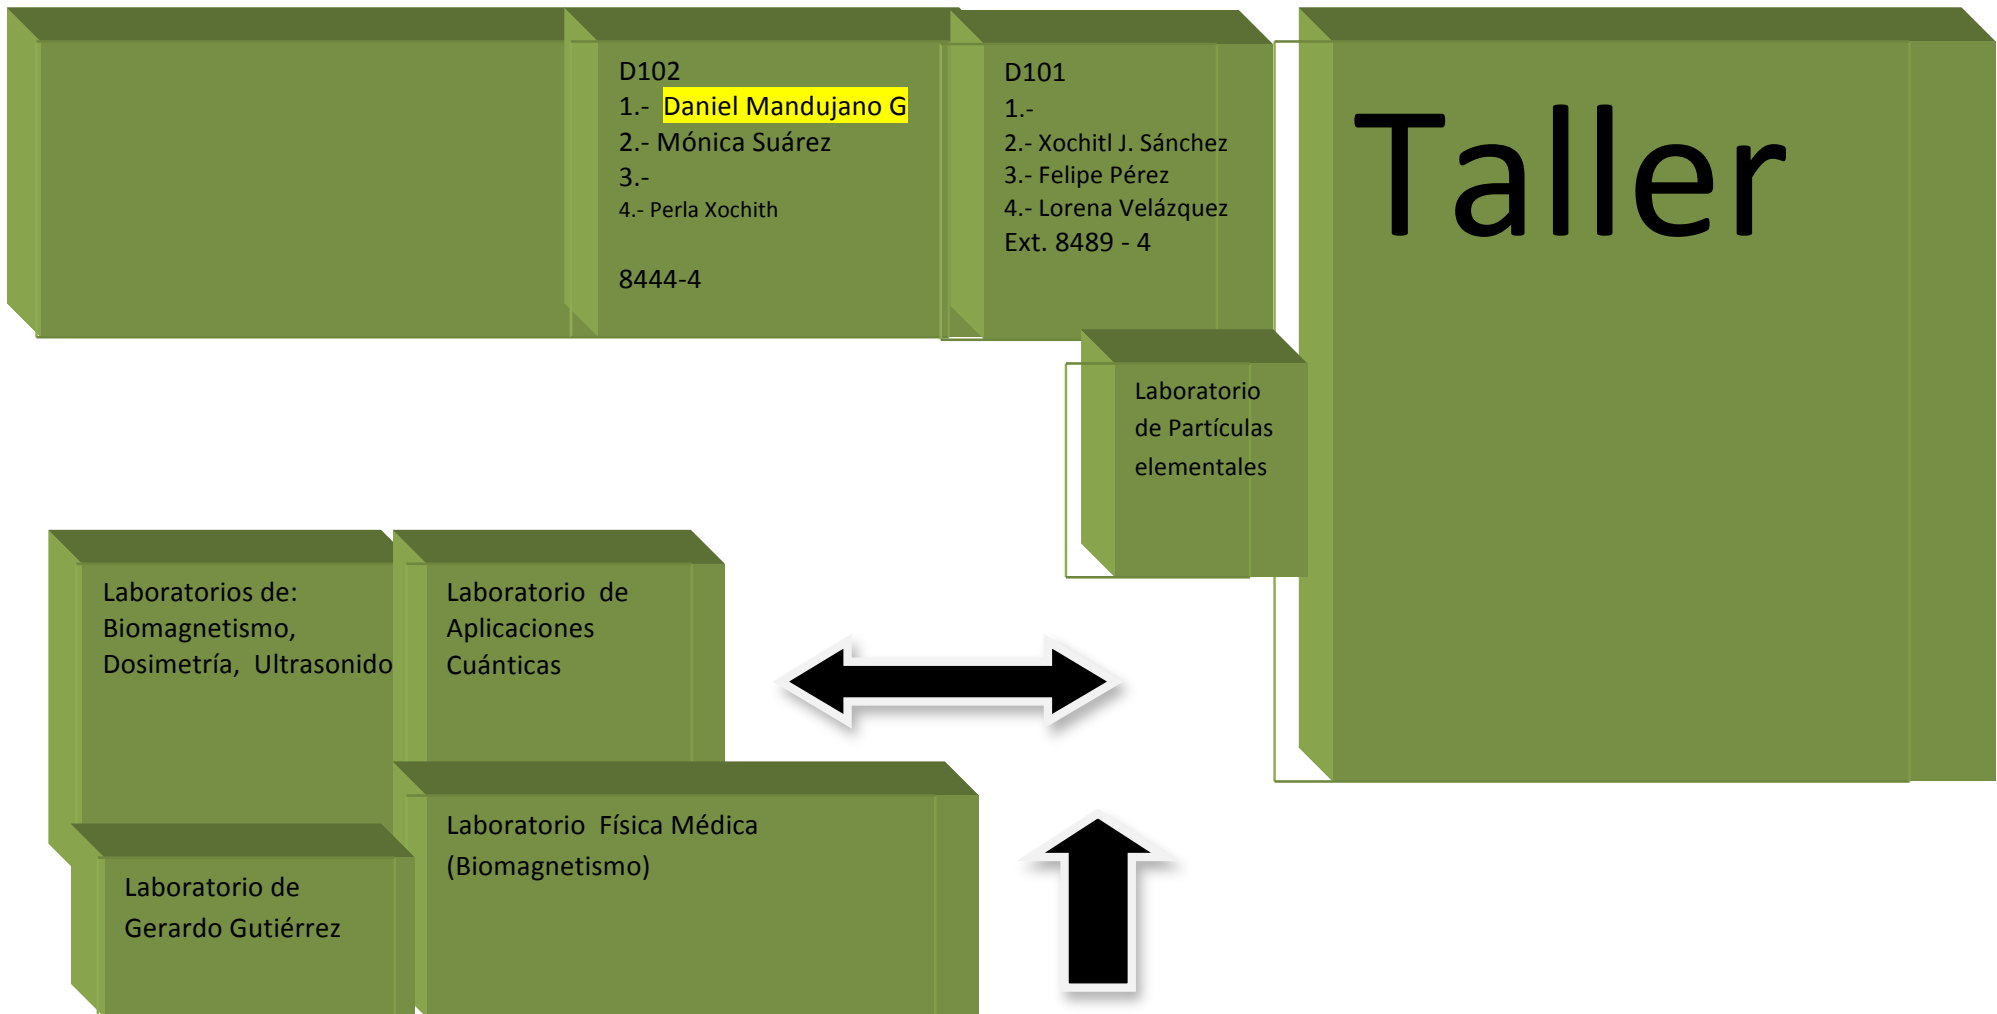 D102
1.- Daniel Mandujano G
2.- Mónica Suárez
3.-
4.- Perla Xochith
8444-4
D101
1.-
2.- Xochitl J. Sánchez
3.- Felipe Pérez
4.- Lorena Velázquez
Ext. 8489 - 4
Taller
Laboratorio
de Partículas
elementales
Laboratorios de:
Biomagnetismo,
Dosimetría, Ultrasonido
Laboratorio de
Aplicaciones
Cuánticas
Laboratorio Física Médica
(Biomagnetismo)
Laboratorio de
Gerardo Gutiérrez